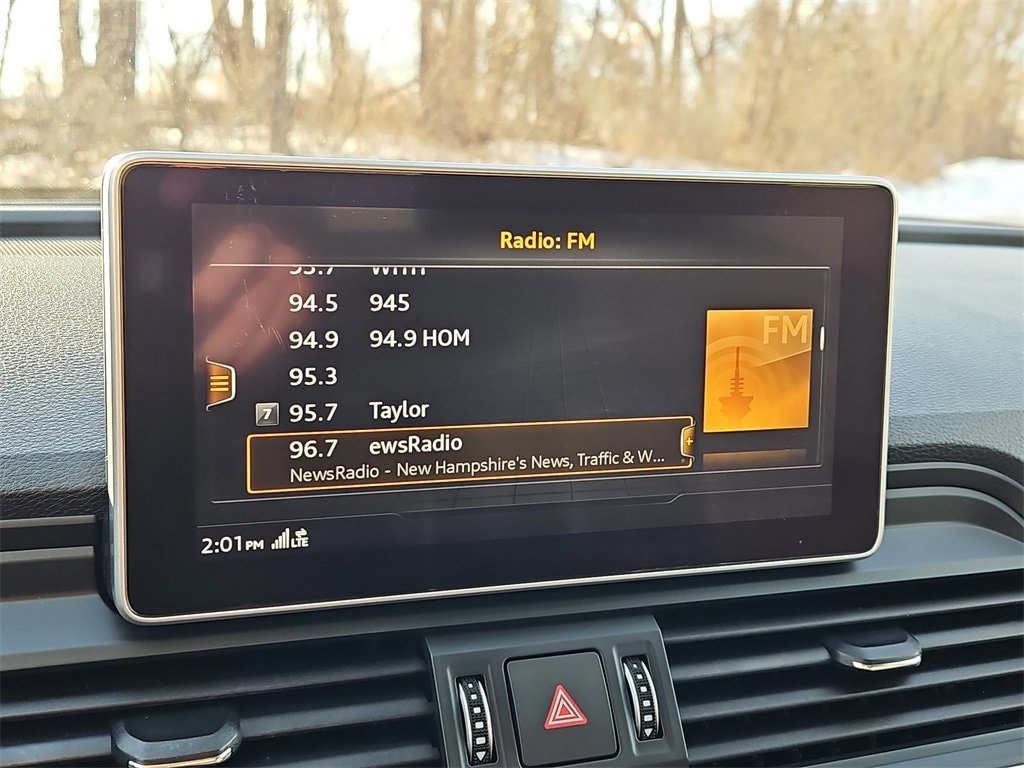 Radio: FM
94.5 945
94.9 94.9 HOM
95.3
7 95.7 Taylor
96.7 ewsRadio
NewsRadio - New Hampshire's News, Traffic & W...
FM
2:01PM LTE